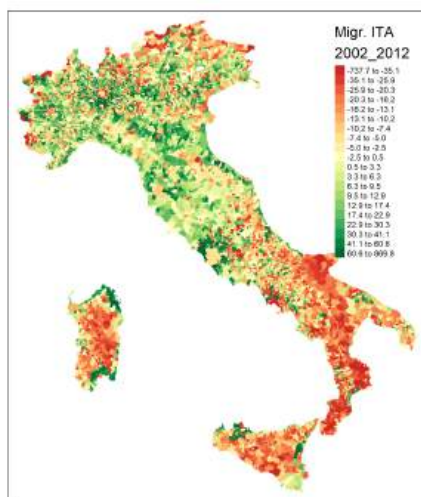 Migr. ITA
2002_2012
-737.7 to -35.1
-35.1 to -25.9
-25.9 to -20.3
-20.3 to -16.2
-16.2 to -13.1
-13.1 to -10.2
-10.2 to -7.4
-7.4 to -5.0
-5.0 to -2.5
-2.5 to 0.5
0.5 to 3.3
3.3 to 6.3
6.3 to 9.5
9.5 to 12.9
12.9 to 17.4
17.4 to 22.9
22.9 to 30.3
30.3 to 41.1
41.1 to 60.6
60.6 to 869.8